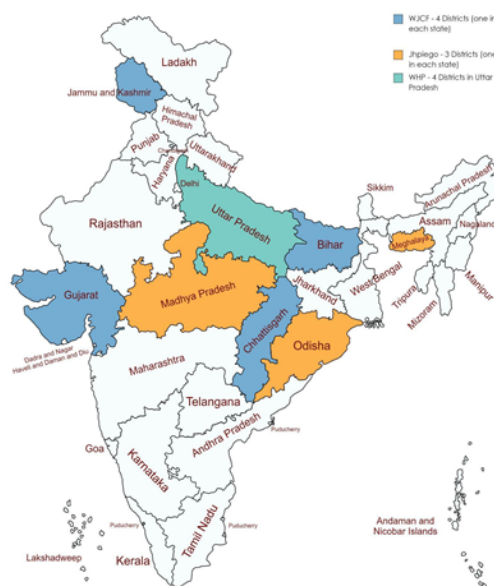 WJCF - 4 Districts (one in
each state)
Jhpiego - 3 Districts (one
in each state)
WHP - 4 Districts in Uttar
Pradesh
Ladakh
Jammu and Kashmir
Himachal
Pradesh
Punjab
Uttarakhand
Haryana
Delhi
Arunachal Pradesh
Sikkim
Assam
Nagaland
Rajasthan
Uttar Pradesh
Bihar
Meghalaya
Manipur
Jharkhand
West Bengal
Tripura
Mizoram
Gujarat
Madhya Pradesh
Chhattisgarh
Odisha
Dadra and Nagar
Haveli and Daman and Diu
Maharashtra
Telangana
Andhra Pradesh
Puducherry
Goa
Karnataka
Andaman and
Nicobar Islands
Puducherry
Puducherry
Tamil Nadu
Lakshadweep
Kerala